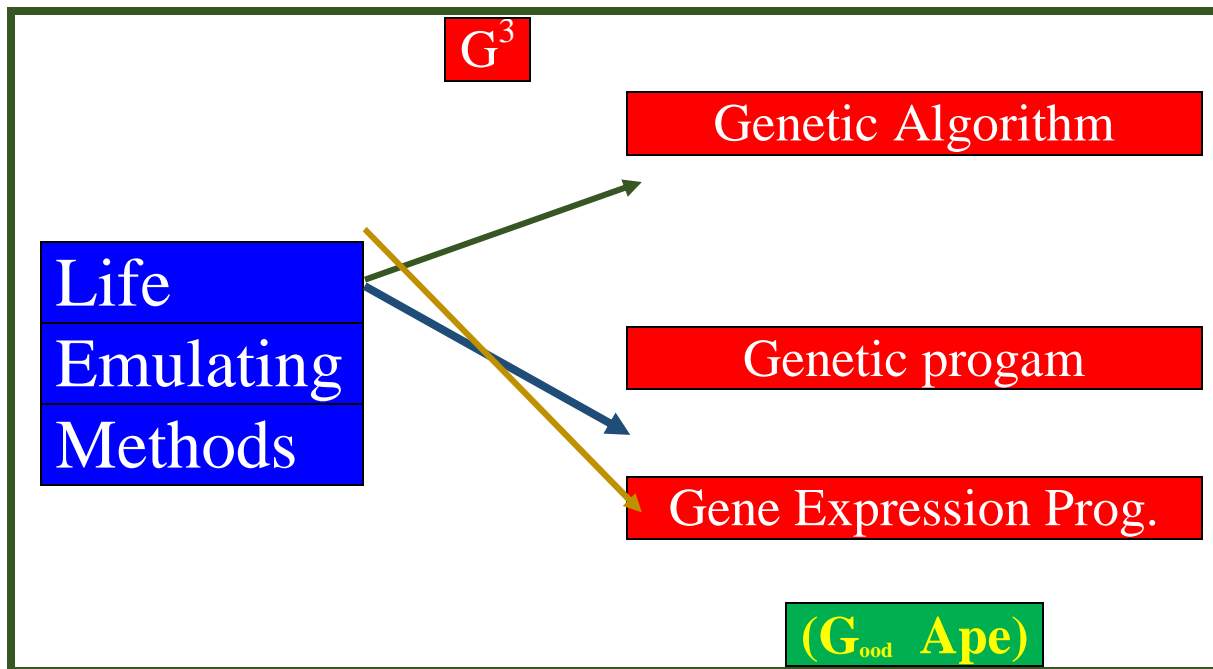 G³
Genetic Algorithm
Life
Emulating
Methods
Genetic progam
Gene Expression Prog.
(Good Ape)